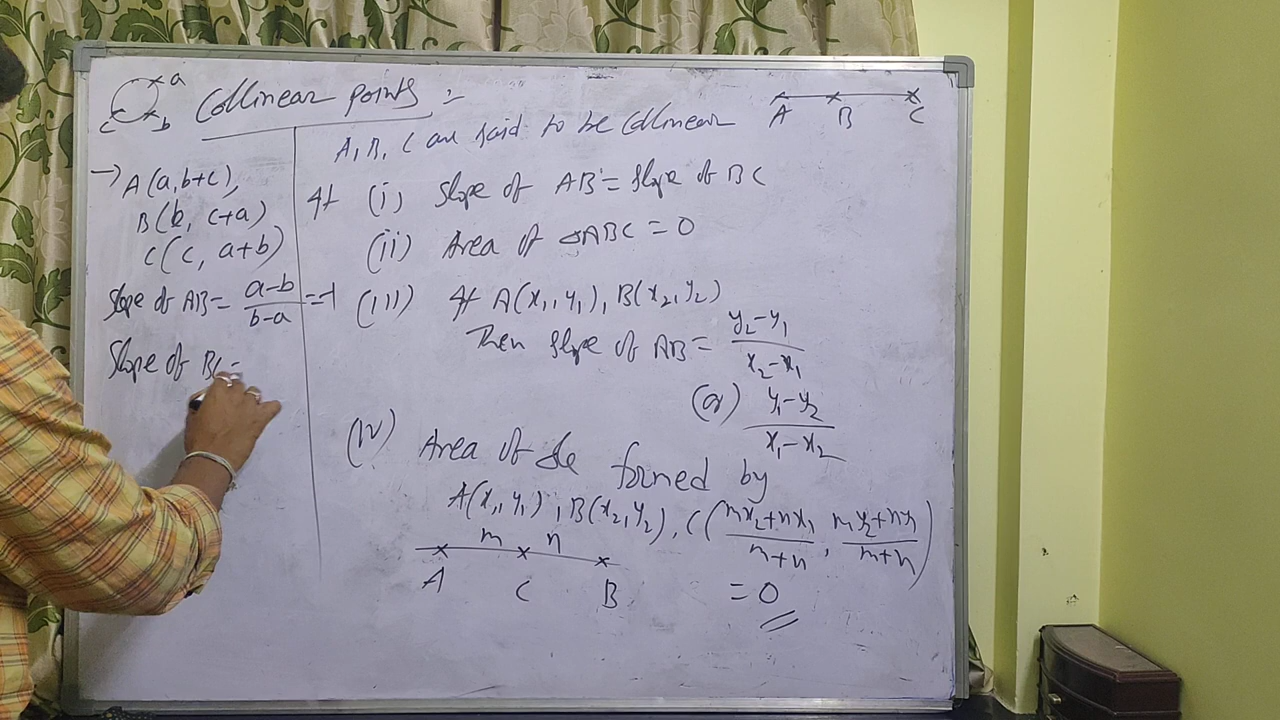 a
c b
Collinear points :-
A B C
A, B, C are said to be Collinear
If (i) Slope of AB = Slope of BC
(ii) Area of ΔABC = 0
(iii) If A(x₁, y₁), B(x₂, y₂)
Then Slope of AB = (y₂-y₁)/(x₂-x₁)
(or) (y₁-y₂)/(x₁-x₂)
(iv) Area of Δle formed by
A(x₁, y₁), B(x₂, y₂), C((mx₂+nx₁)/(m+n), (my₂+ny₁)/(m+n))
m n
A C B
= 0
→ A(a, b+c),
B(b, c+a)
C(c, a+b)
Slope of AB = (a-b)/(b-a) = -1
Slope of BC =